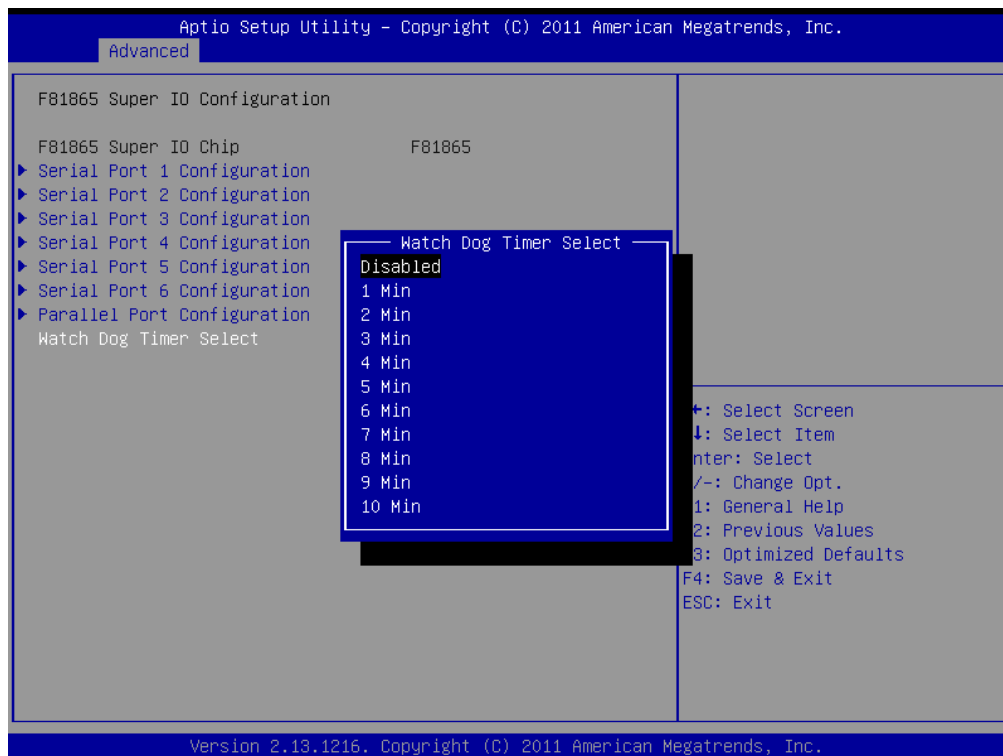 Aptio Setup Utility – Copyright (C) 2011 American Megatrends, Inc.
Advanced
F81865 Super IO Configuration
F81865 Super IO Chip F81865
Serial Port 1 Configuration
Serial Port 2 Configuration
Serial Port 3 Configuration
Serial Port 4 Configuration
Serial Port 5 Configuration
Serial Port 6 Configuration
Parallel Port Configuration
Watch Dog Timer Select
Watch Dog Timer Select
Disabled
1 Min
2 Min
3 Min
4 Min
5 Min
6 Min
7 Min
8 Min
9 Min
10 Min
: Select Screen
: Select Item
nter: Select
/-: Change Opt.
1: General Help
2: Previous Values
3: Optimized Defaults
F4: Save & Exit
ESC: Exit
Version 2.13.1216. Copyright (C) 2011 American Megatrends, Inc.